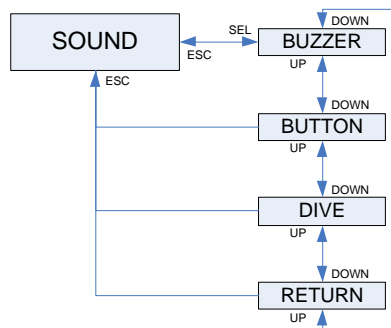 DOWN
SEL
SOUND
BUZZER
ESC
UP
ESC
DOWN
BUTTON
UP
DOWN
DIVE
UP
DOWN
RETURN
UP